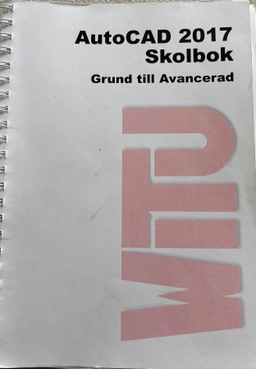 AutoCAD 2017
Skolbok
Grund till Avancerad
WITU